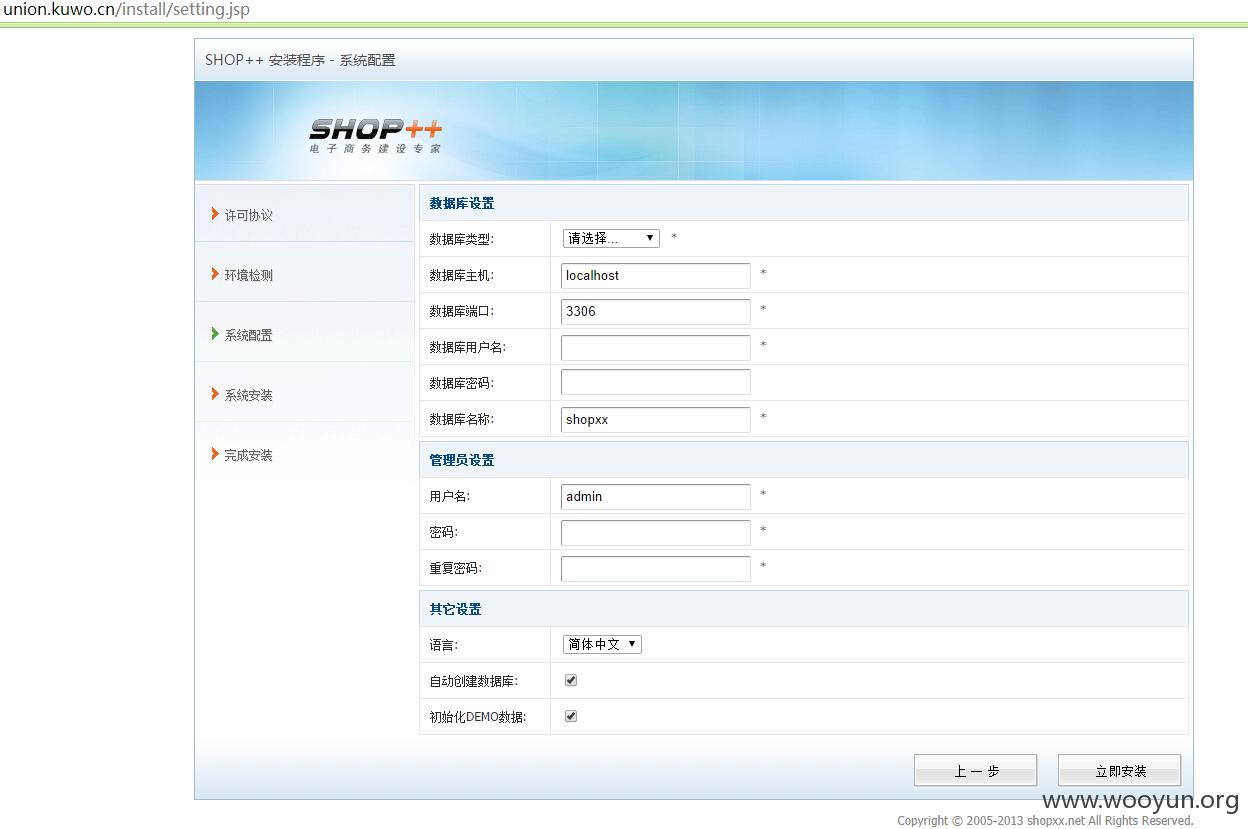 union.kuwo.cn/install/setting.jsp
SHOP++ 安装程序 - 系统配置
SHOP++
电子商务建设专家
许可协议
环境检测
系统配置
系统安装
完成安装
数据库设置
数据库类型: 请选择... *
数据库主机: localhost *
数据库端口: 3306 *
数据库用户名: *
数据库密码:
数据库名称: shopxx *
管理员设置
用户名: admin *
密码: *
重复密码: *
其它设置
语言: 简体中文
自动创建数据库:
初始化DEMO数据:
上 一 步 立即安装
www.wooyun.org
Copyright © 2005-2013 shopxx.net All Rights Reserved.